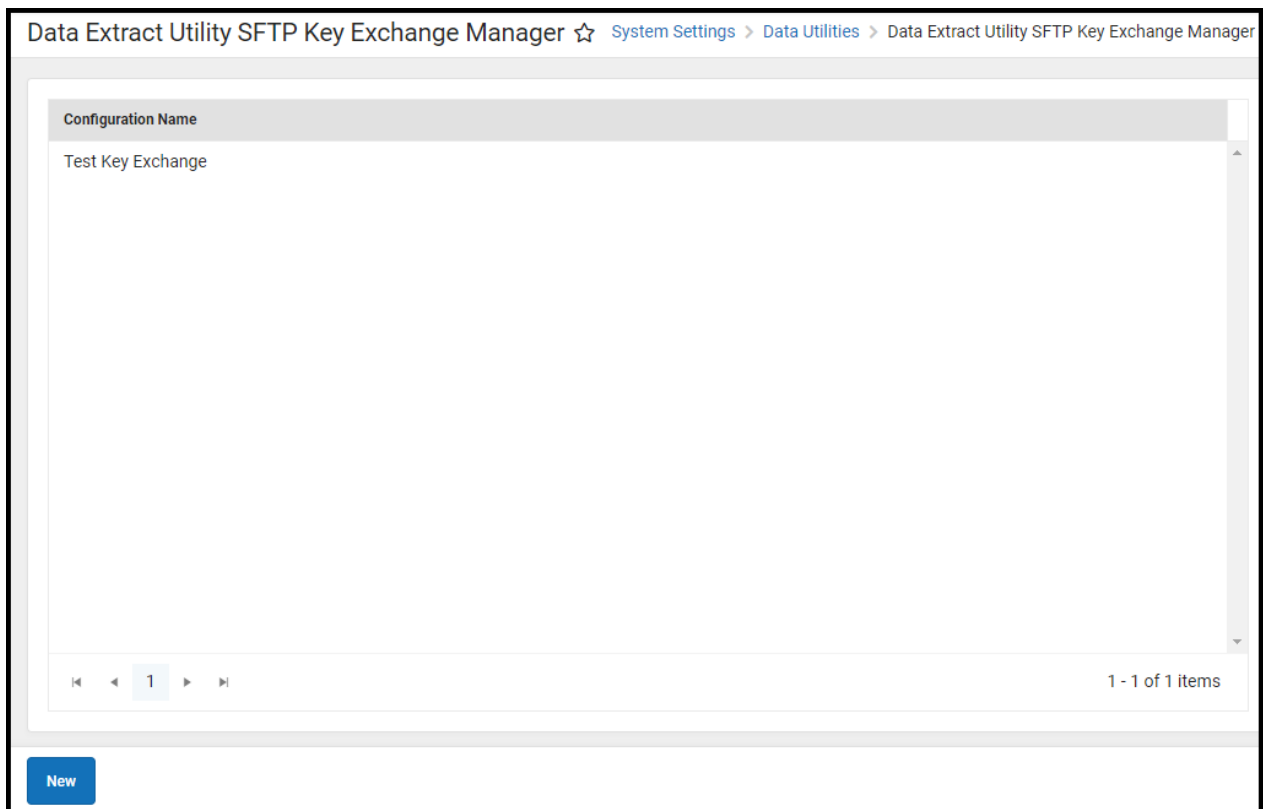 Data Extract Utility SFTP Key Exchange Manager ☆ System Settings > Data Utilities > Data Extract Utility SFTP Key Exchange Manager
Configuration Name
Test Key Exchange
1 1 - 1 of 1 items
New